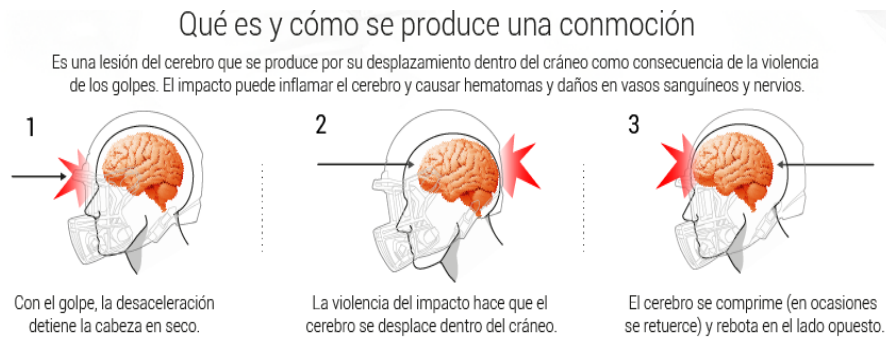 Qué es y cómo se produce una conmoción
Es una lesión del cerebro que se produce por su desplazamiento dentro del cráneo como consecuencia de la violencia
de los golpes. El impacto puede inflamar el cerebro y causar hematomas y daños en vasos sanguíneos y nervios.
1
Con el golpe, la desaceleración
detiene la cabeza en seco.
2
La violencia del impacto hace que el
cerebro se desplace dentro del cráneo.
3
El cerebro se comprime (en ocasiones
se retuerce) y rebota en el lado opuesto.